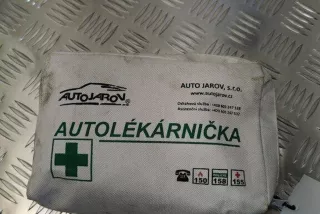 AUTOJAROV
AUTO JAROV, s.r.o.
www.autojarov.cz
AUTOLÉKÁRNIČKA
150 158 155